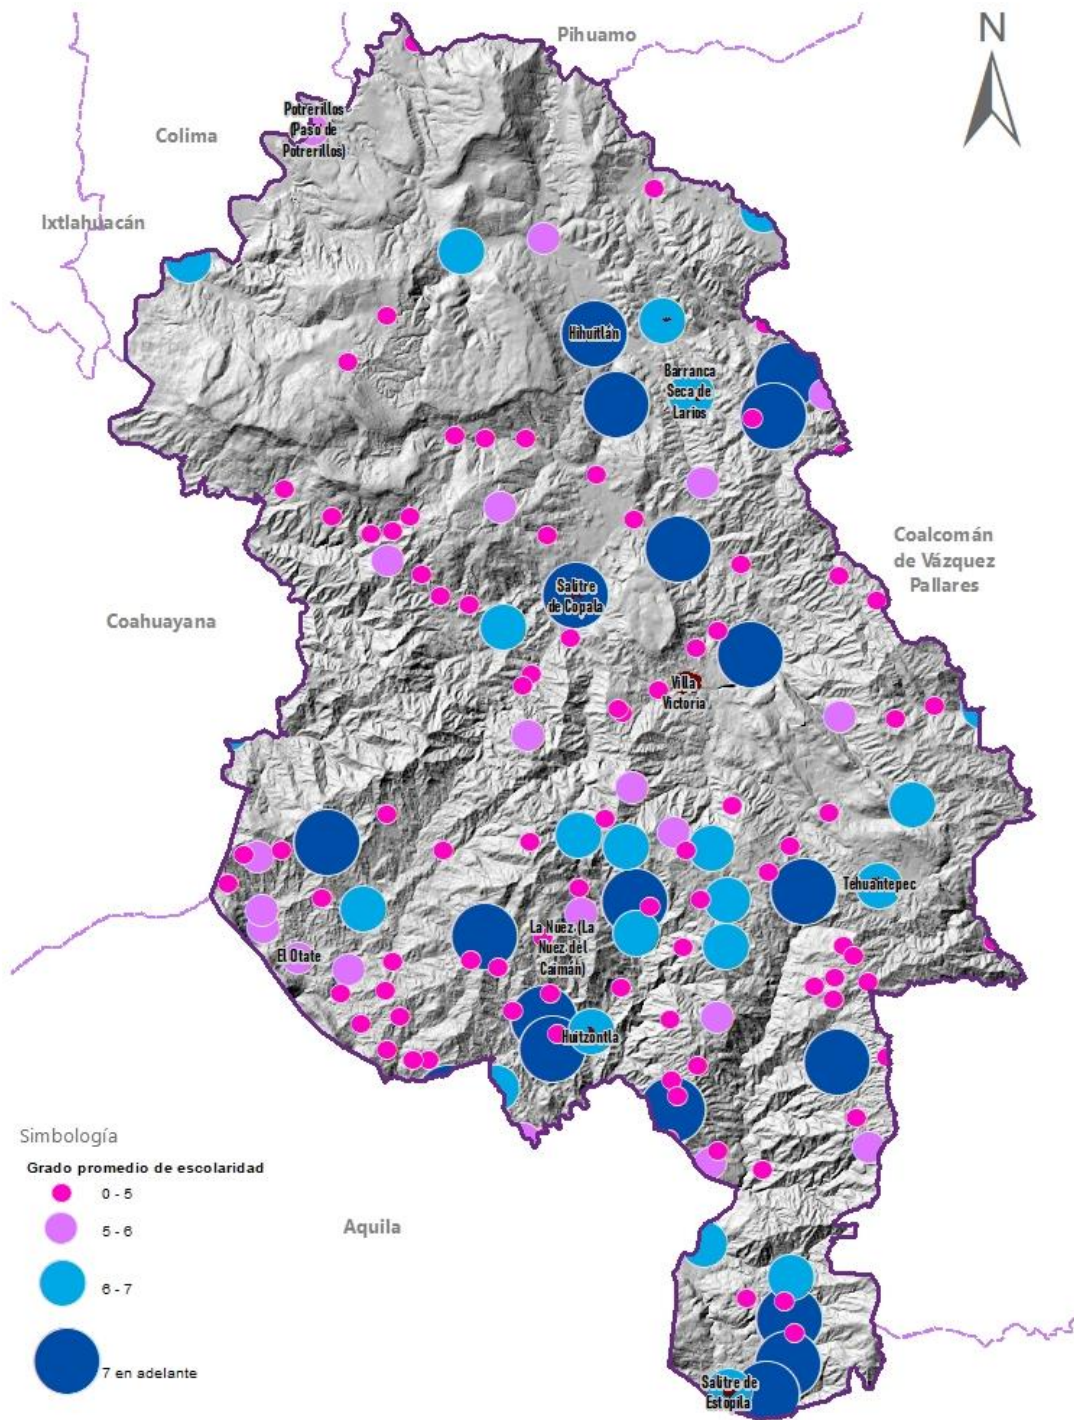 Pihuamo
N
Potrerillos
(Paso de
Potrerillos)
Colima
Ixtlahuacán
Hihuitlán
Barranca
Seca de
Larios
Coalcomán
de Vázquez
Pallares
Salitre
de Copala
Coahuayana
Villa
Victoria
Tehuantepec
La Nuez (La
Nuez del
Caimán)
El Otate
Huitzontla
Simbología
Grado promedio de escolaridad
0 - 5
5 - 6
6 - 7
7 en adelante
Aquila
Salitre de
Estopila